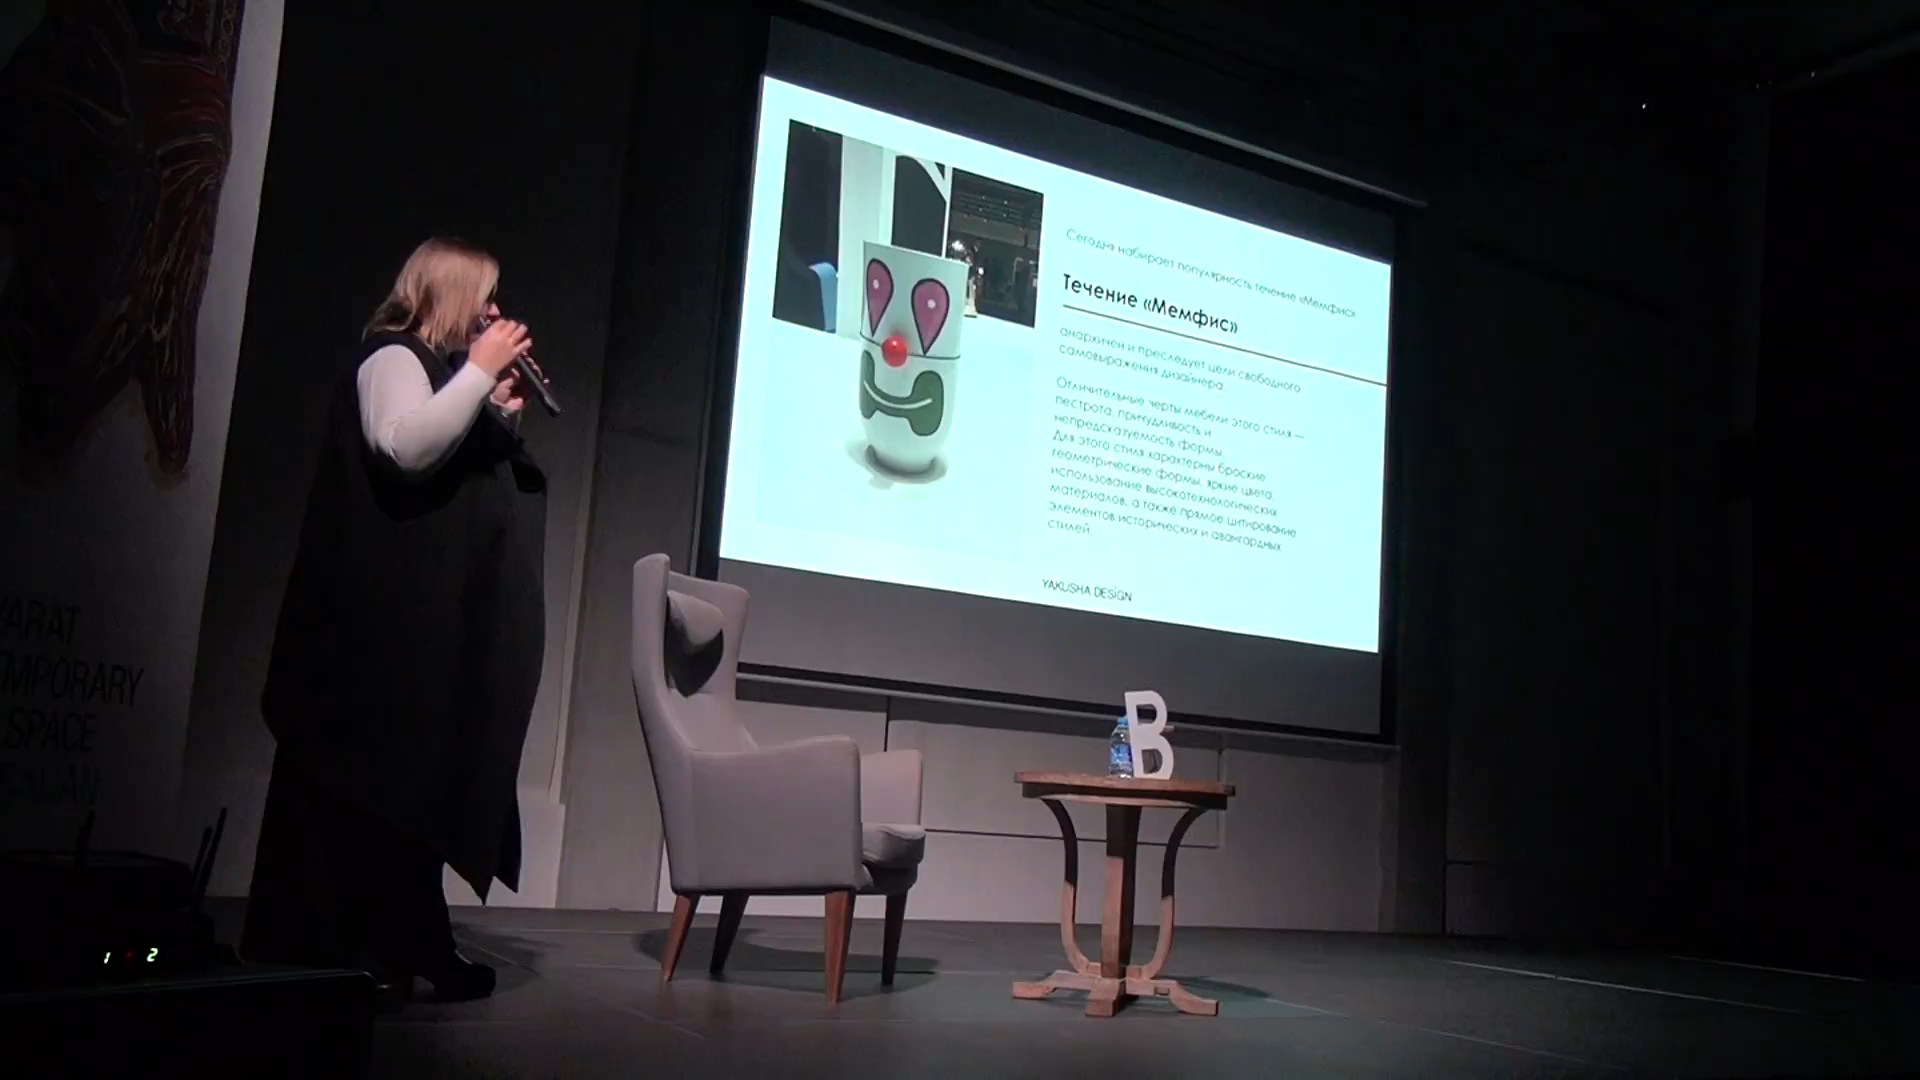 Сегодня набирает популярность течение «Мемфис»
Течение «Мемфис»
анархичен и преследует цели свободного
самовыражения дизайнера
Отличительные черты мебели этого стиля —
пестрота, причудливость и
непредсказуемость формы.
Для этого стиля характерны броские
геометрические формы, яркие цвета,
использование высокотехнологических
материалов, а также прямое цитирование
элементов исторических и авангардных
стилей.
YAKUSHA DESIGN
B
ARAT
MPORARY
SPACE
1 2